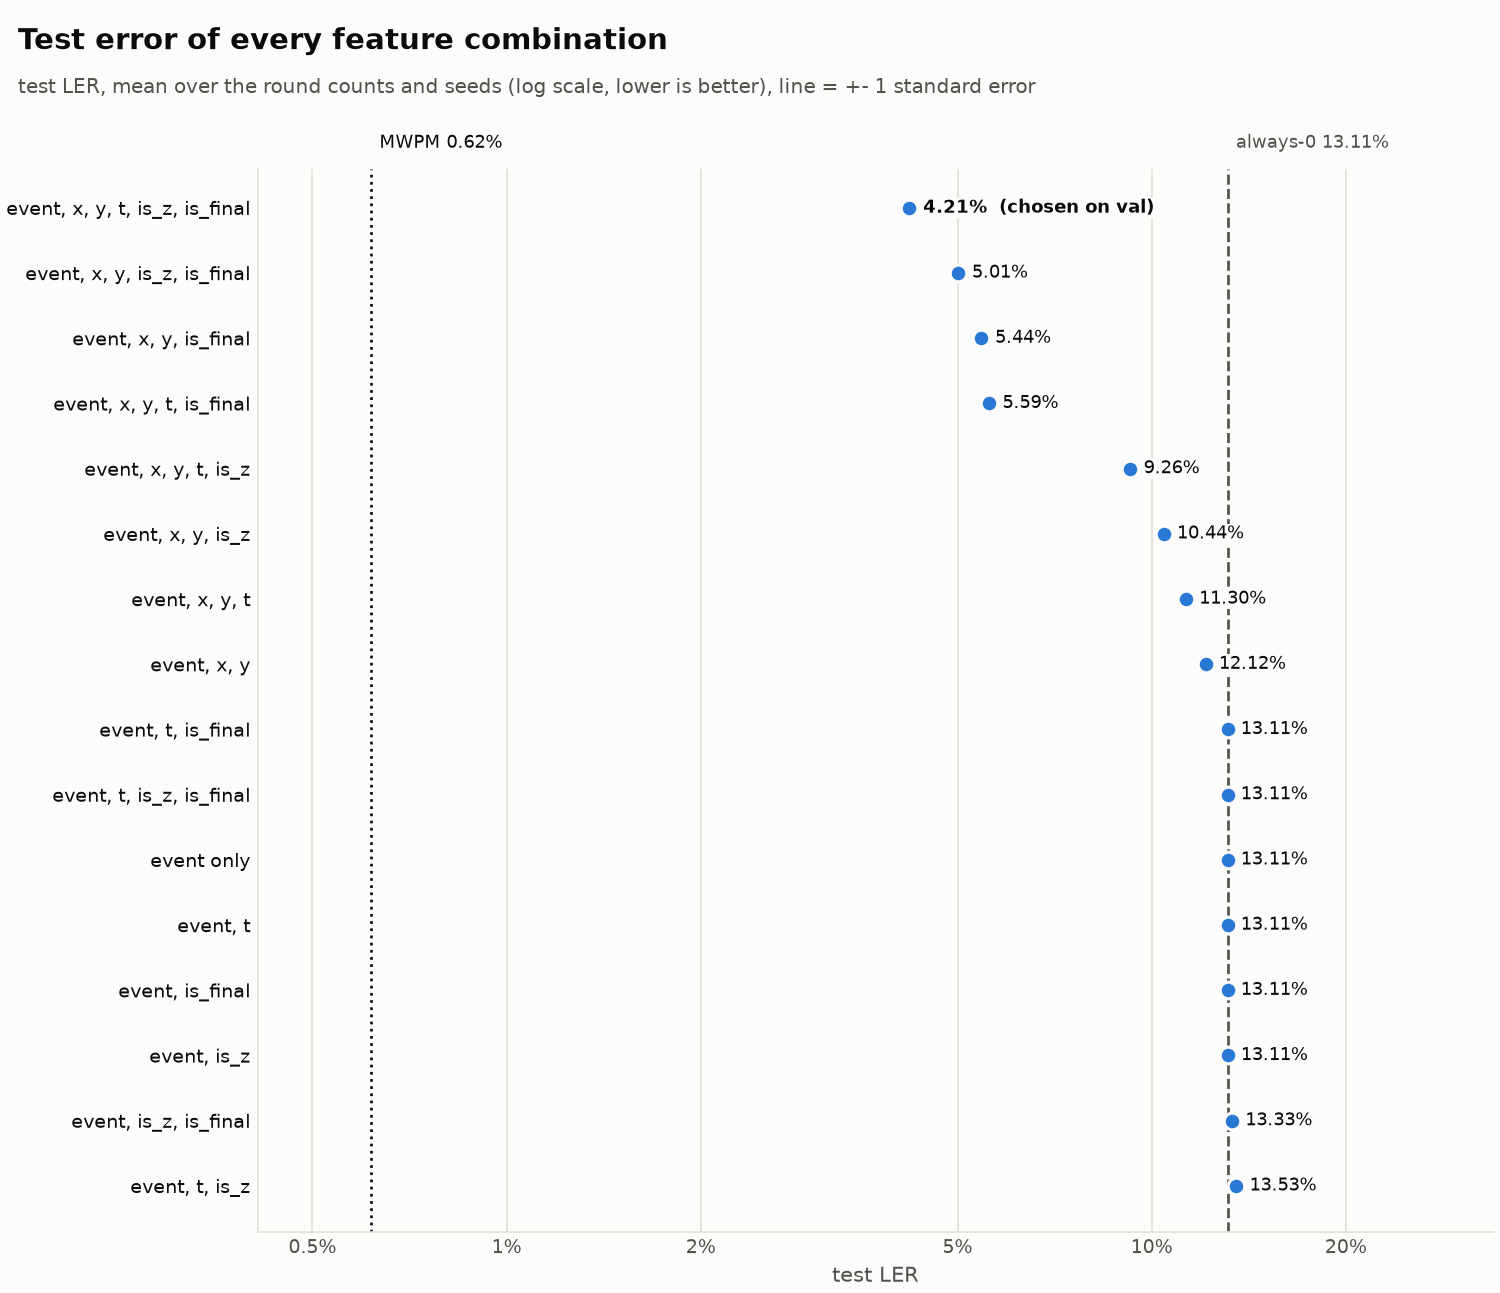 Test error of every feature combination
test LER, mean over the round counts and seeds (log scale, lower is better), line = +- 1 standard error
MWPM 0.62%
always-0 13.11%
event, x, y, t, is_z, is_final
4.21% (chosen on val)
event, x, y, is_z, is_final
5.01%
event, x, y, is_final
5.44%
event, x, y, t, is_final
5.59%
event, x, y, t, is_z
9.26%
event, x, y, is_z
10.44%
event, x, y, t
11.30%
event, x, y
12.12%
event, t, is_final
13.11%
event, t, is_z, is_final
13.11%
event only
13.11%
event, t
13.11%
event, is_final
13.11%
event, is_z
13.11%
event, is_z, is_final
13.33%
event, t, is_z
13.53%
0.5% 1% 2% 5% 10% 20%
test LER